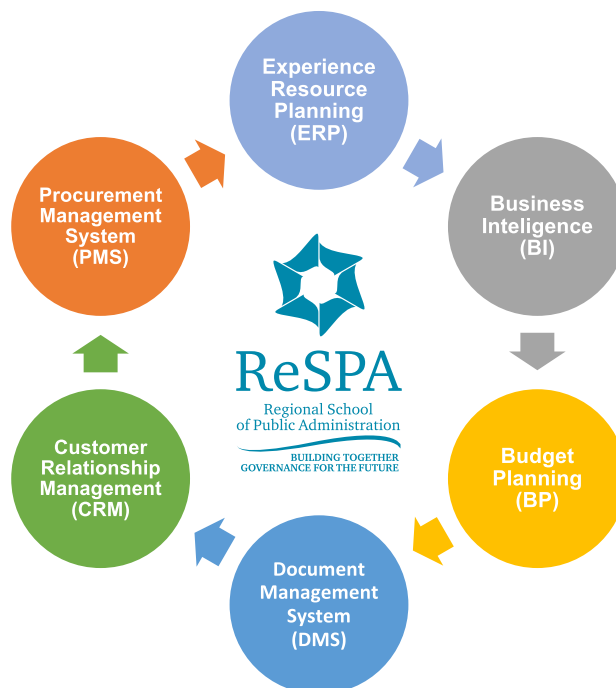 Experience
Resource
Planning
(ERP)
Business
Inteligence
(BI)
Budget
Planning
(BP)
Document
Management
System
(DMS)
Customer
Relationship
Management
(CRM)
Procurement
Management
System
(PMS)
ReSPA
Regional School
of Public Administration
BUILDING TOGETHER
GOVERNANCE FOR THE FUTURE